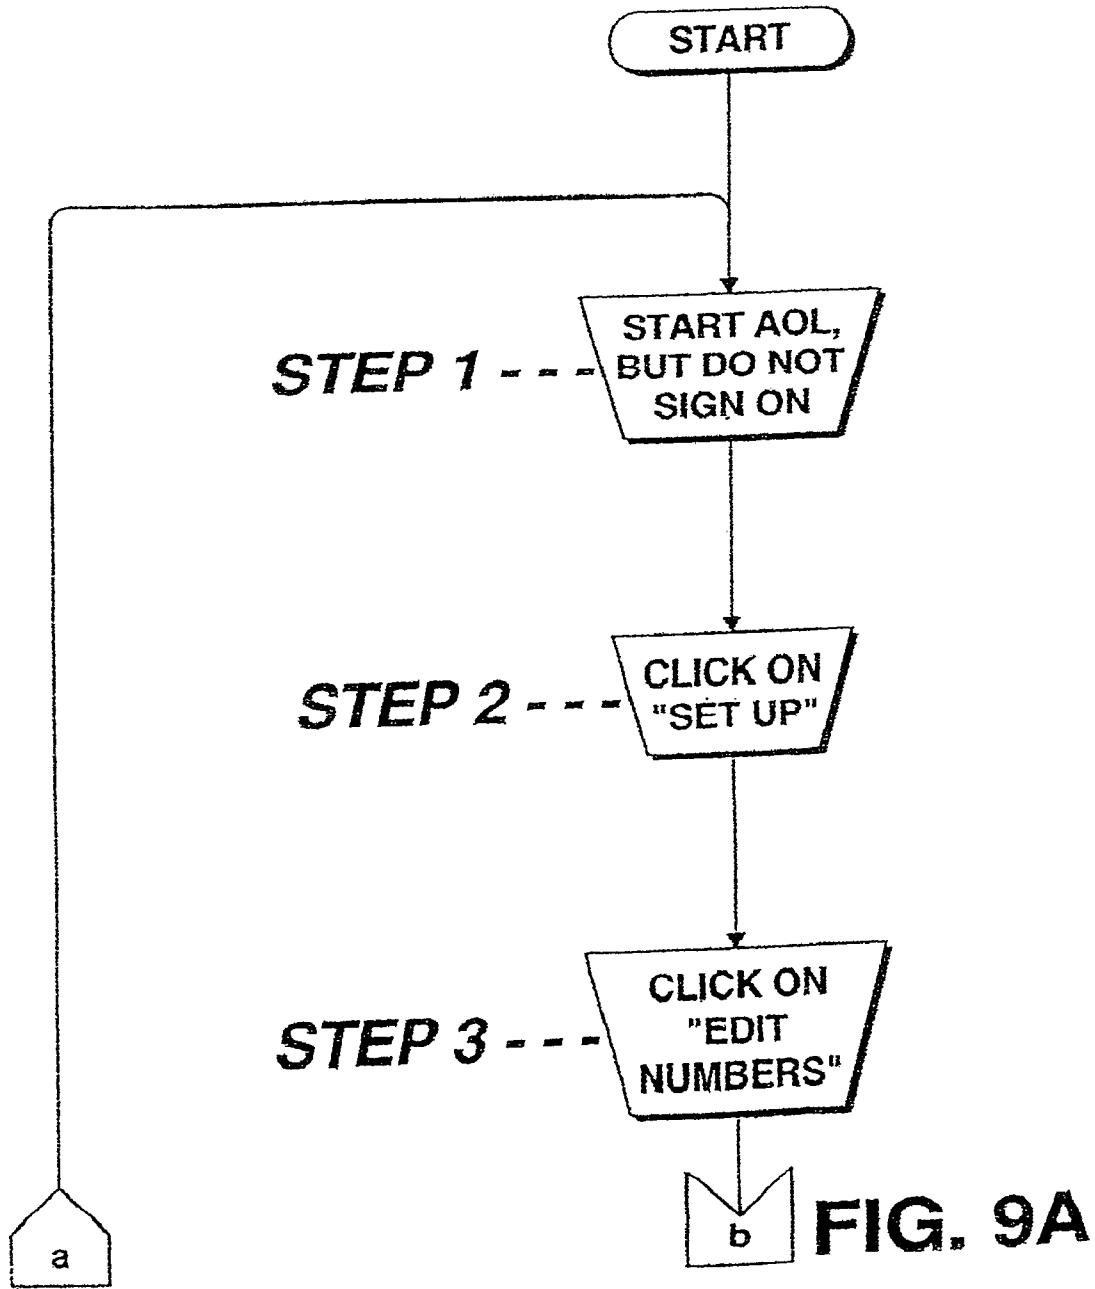 START
START AOL,
BUT DO NOT
SIGN ON
STEP 1
CLICK ON
"SET UP"
STEP 2
CLICK ON
"EDIT
NUMBERS"
STEP 3
a
b
FIG. 9A